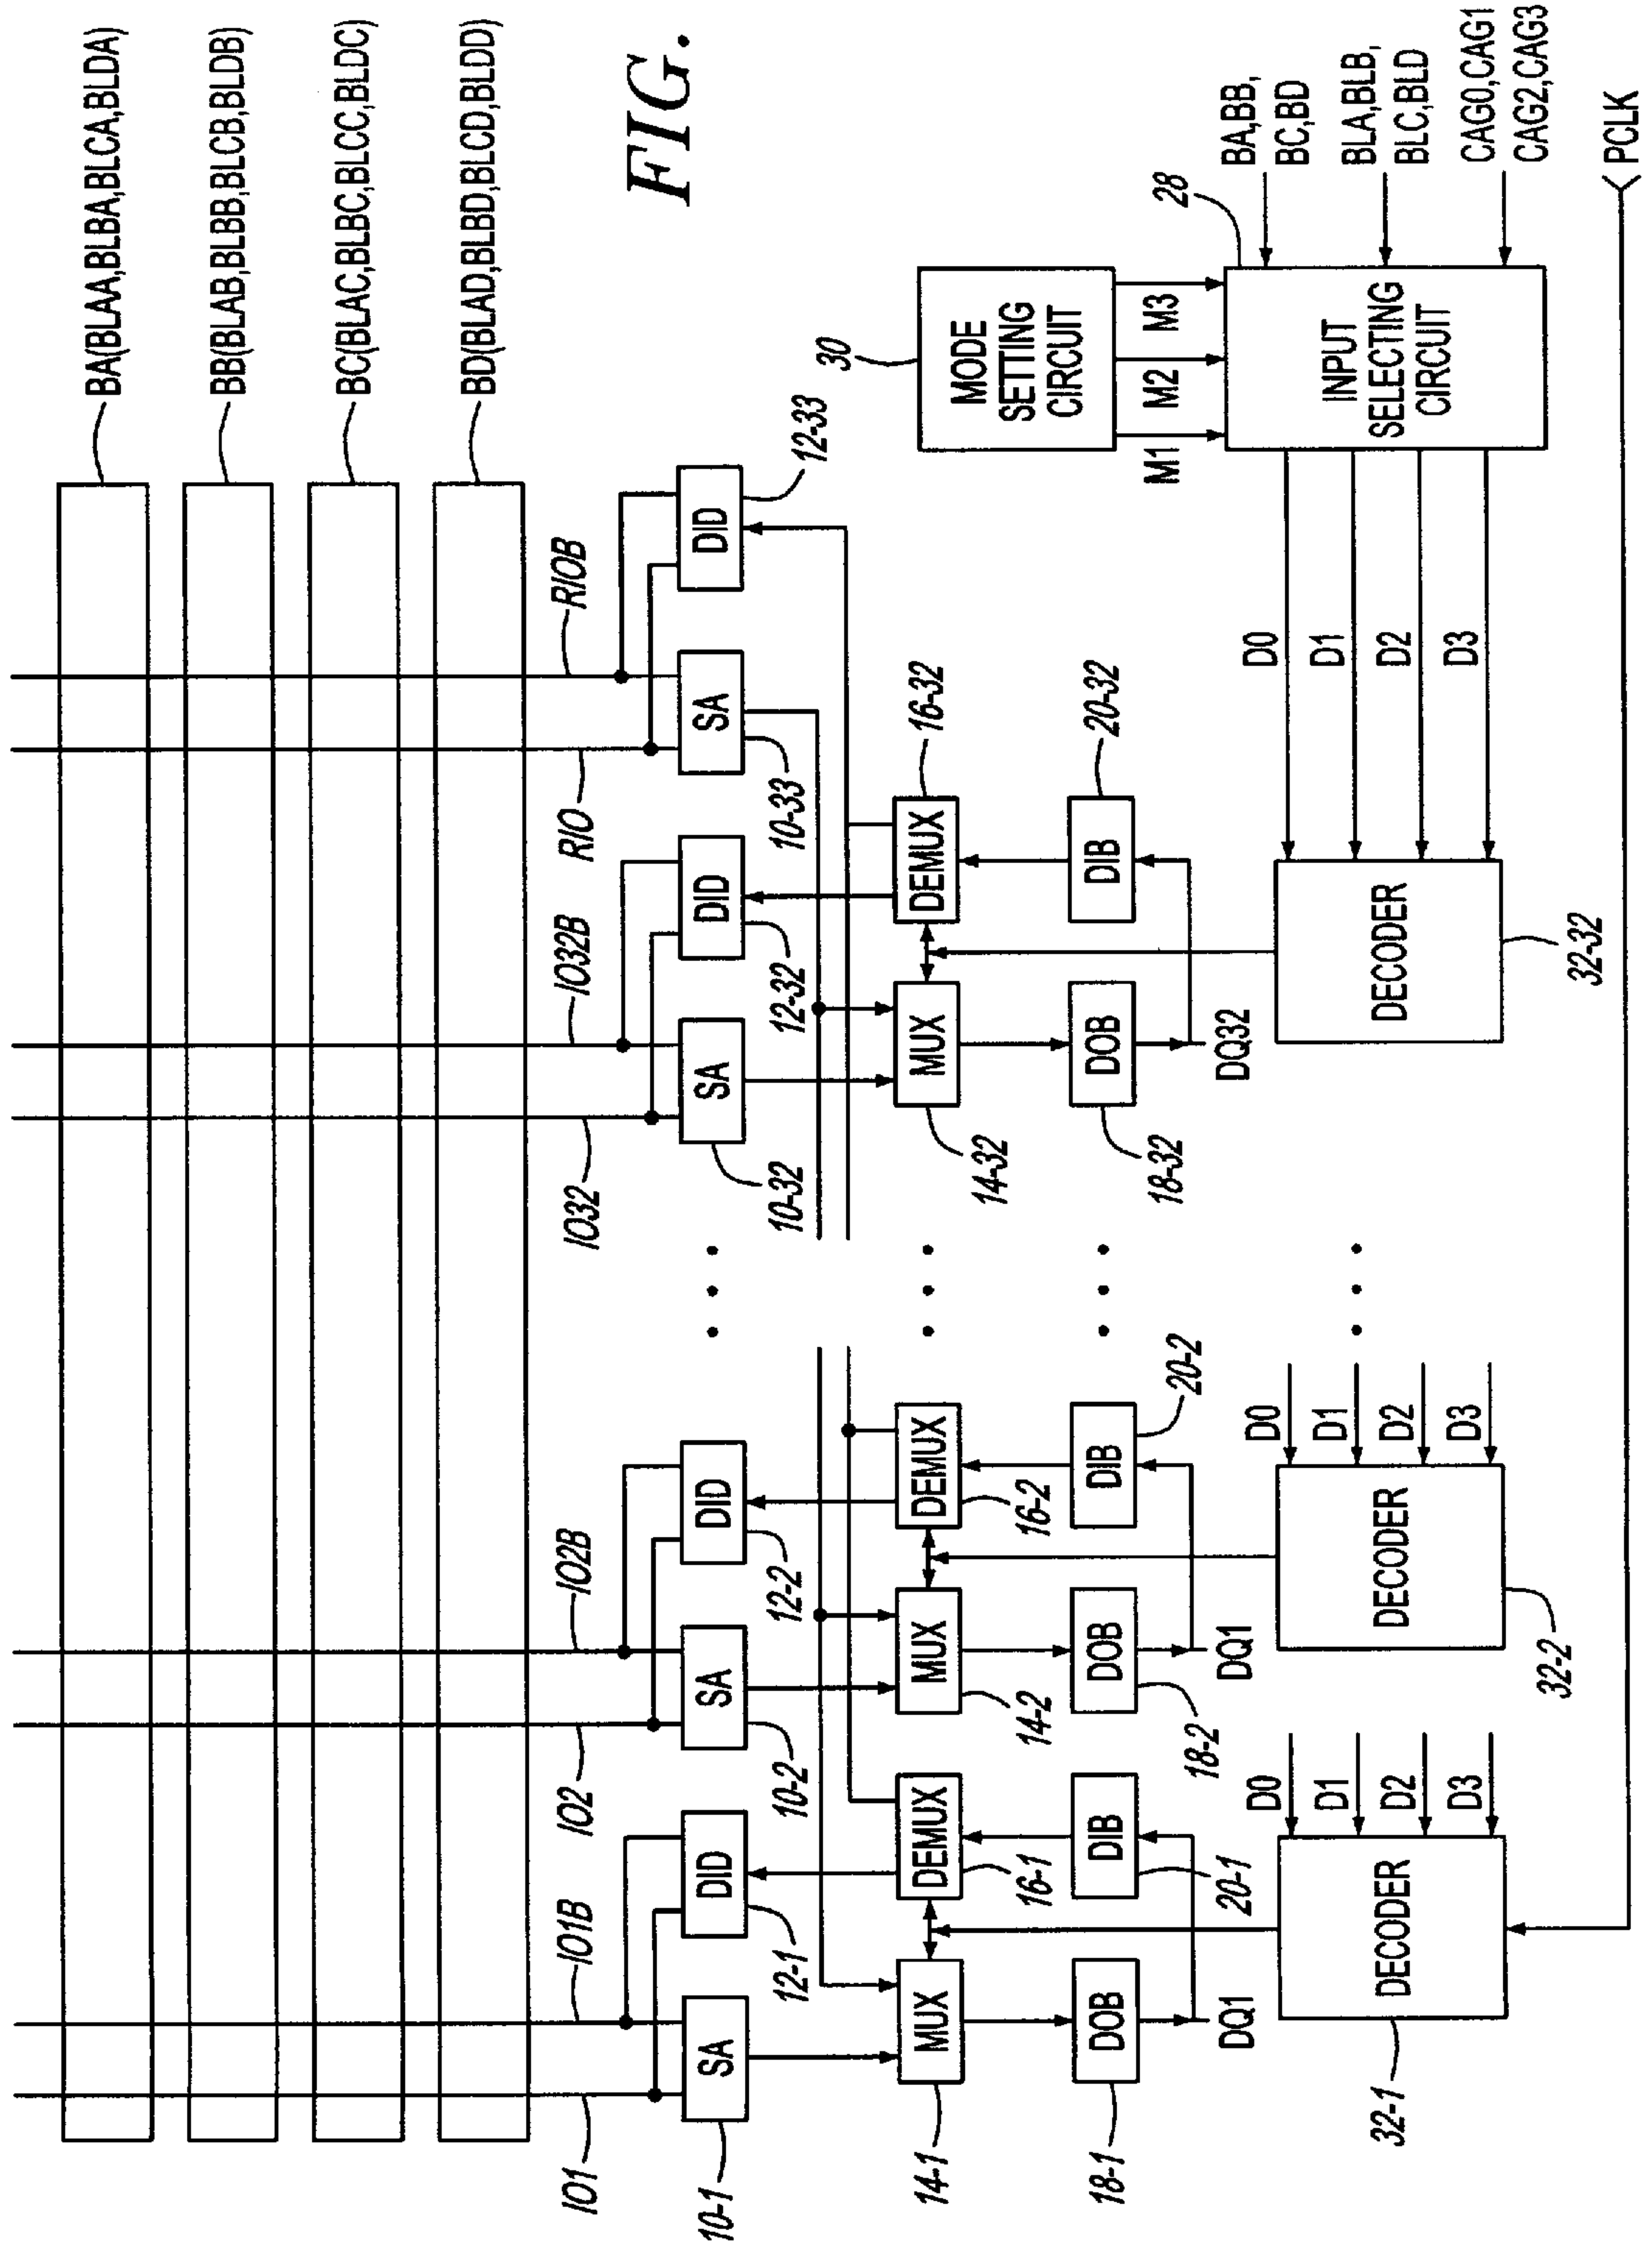 BA(BLAA,BLBA,BLCA,BLDA)
BB(BLAB,BLBB,BLCB,BLDB)
BC(BLAC,BLBC,BLCC,BLDC)
BD(BLAD,BLBD,BLCD,BLDD)
FIG.
IO1
IO1B
IO2
IO2B
IO32
IO32B
RIO
RIOB
SA
DID
SA
DID
SA
DID
SA
DID
10-1
12-1
10-2
12-2
10-32
12-32
10-33
12-33
MUX
DEMUX
MUX
DEMUX
MUX
DEMUX
14-1
16-1
14-2
16-2
14-32
16-32
DOB
DIB
DOB
DIB
DOB
DIB
18-1
20-1
18-2
20-2
18-32
20-32
DQ1
DQ1
DQ32
30
MODE
SETTING
CIRCUIT
M1
M2
M3
28
INPUT
SELECTING
CIRCUIT
BA,BB,
BC,BD
BLA,BLB,
BLC,BLD
CAG0,CAG1
CAG2,CAG3
D0
D1
D2
D3
D0
D1
D2
D3
D0
D1
D2
D3
DECODER
DECODER
DECODER
32-1
32-2
32-32
PCLK